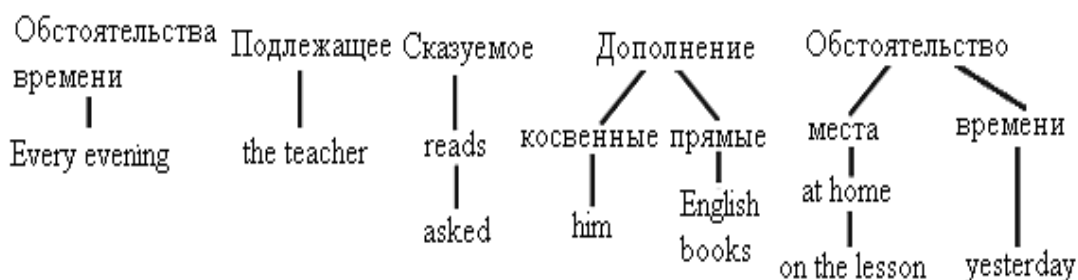 Обстоятельства времени
Подлежащее
Сказуемое
Дополнение
Обстоятельство
косвенные
прямые
места
времени
Every evening
the teacher
reads
asked
him
English books
at home
on the lesson
yesterday